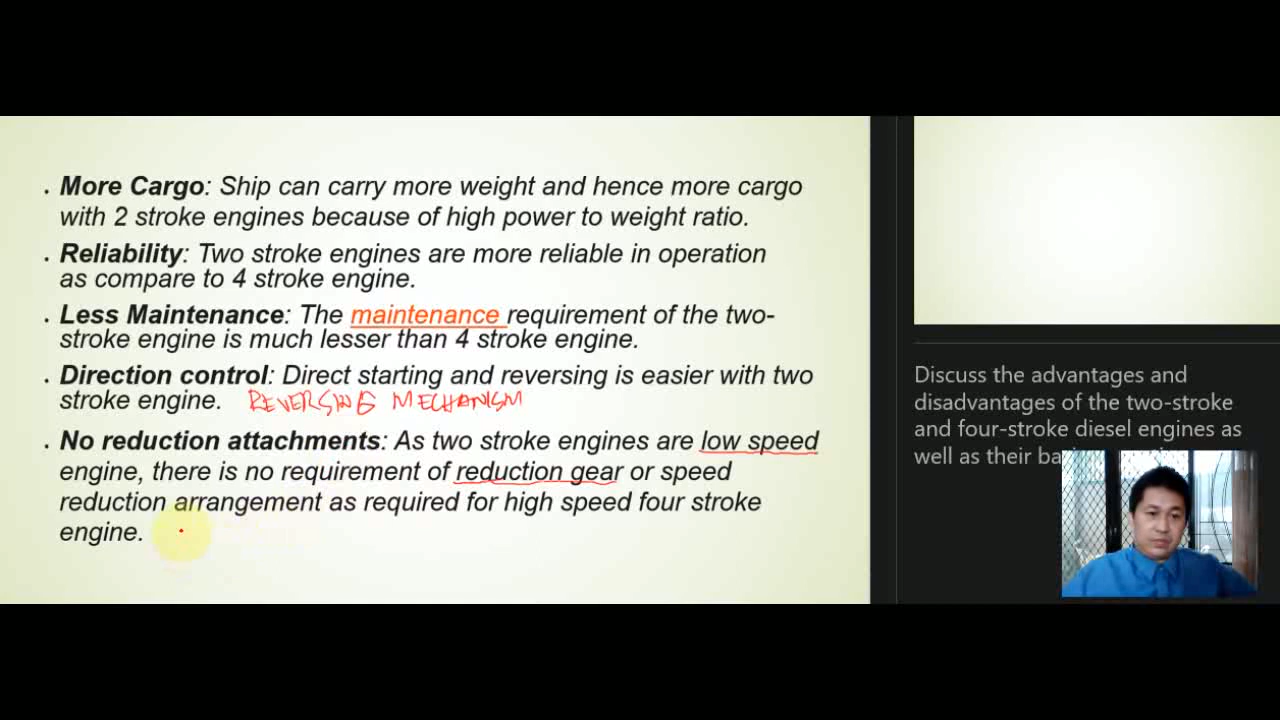 . More Cargo: Ship can carry more weight and hence more cargo
with 2 stroke engines because of high power to weight ratio.
. Reliability: Two stroke engines are more reliable in operation
as compare to 4 stroke engine.
. Less Maintenance: The maintenance requirement of the two-
stroke engine is much lesser than 4 stroke engine.
. Direction control: Direct starting and reversing is easier with two
stroke engine. REVERSING MECHANISM
. No reduction attachments: As two stroke engines are low speed
engine, there is no requirement of reduction gear or speed
reduction arrangement as required for high speed four stroke
engine.
Discuss the advantages and
disadvantages of the two-stroke
and four-stroke diesel engines as
well as their